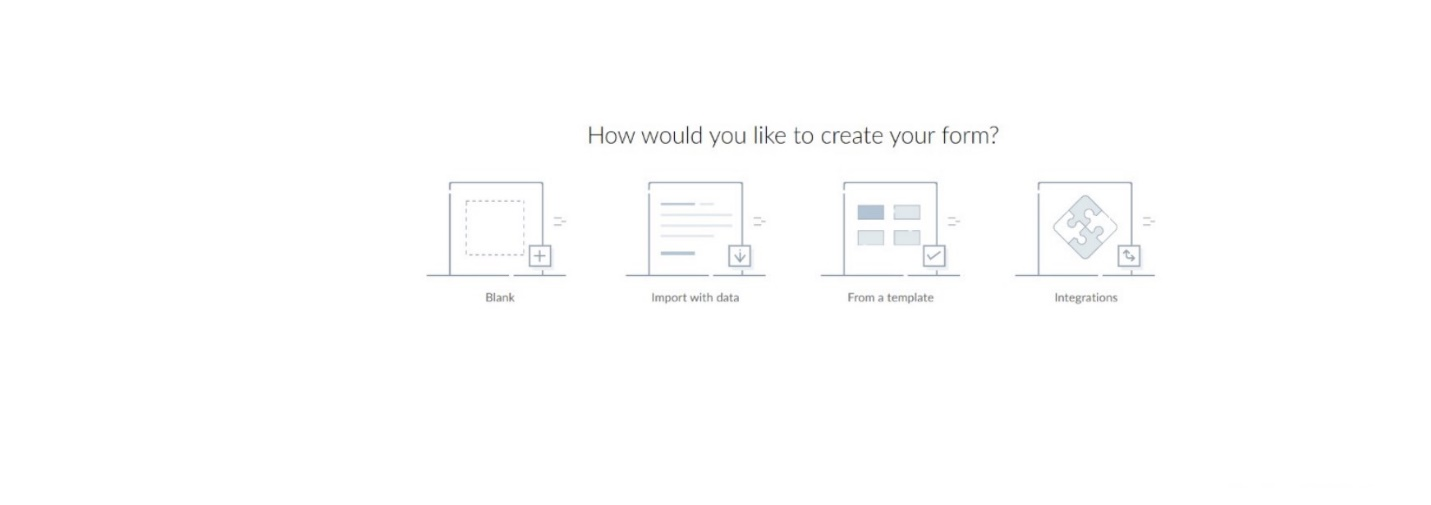 How would you like to create your form?
Blank
Import with data
From a template
Integrations